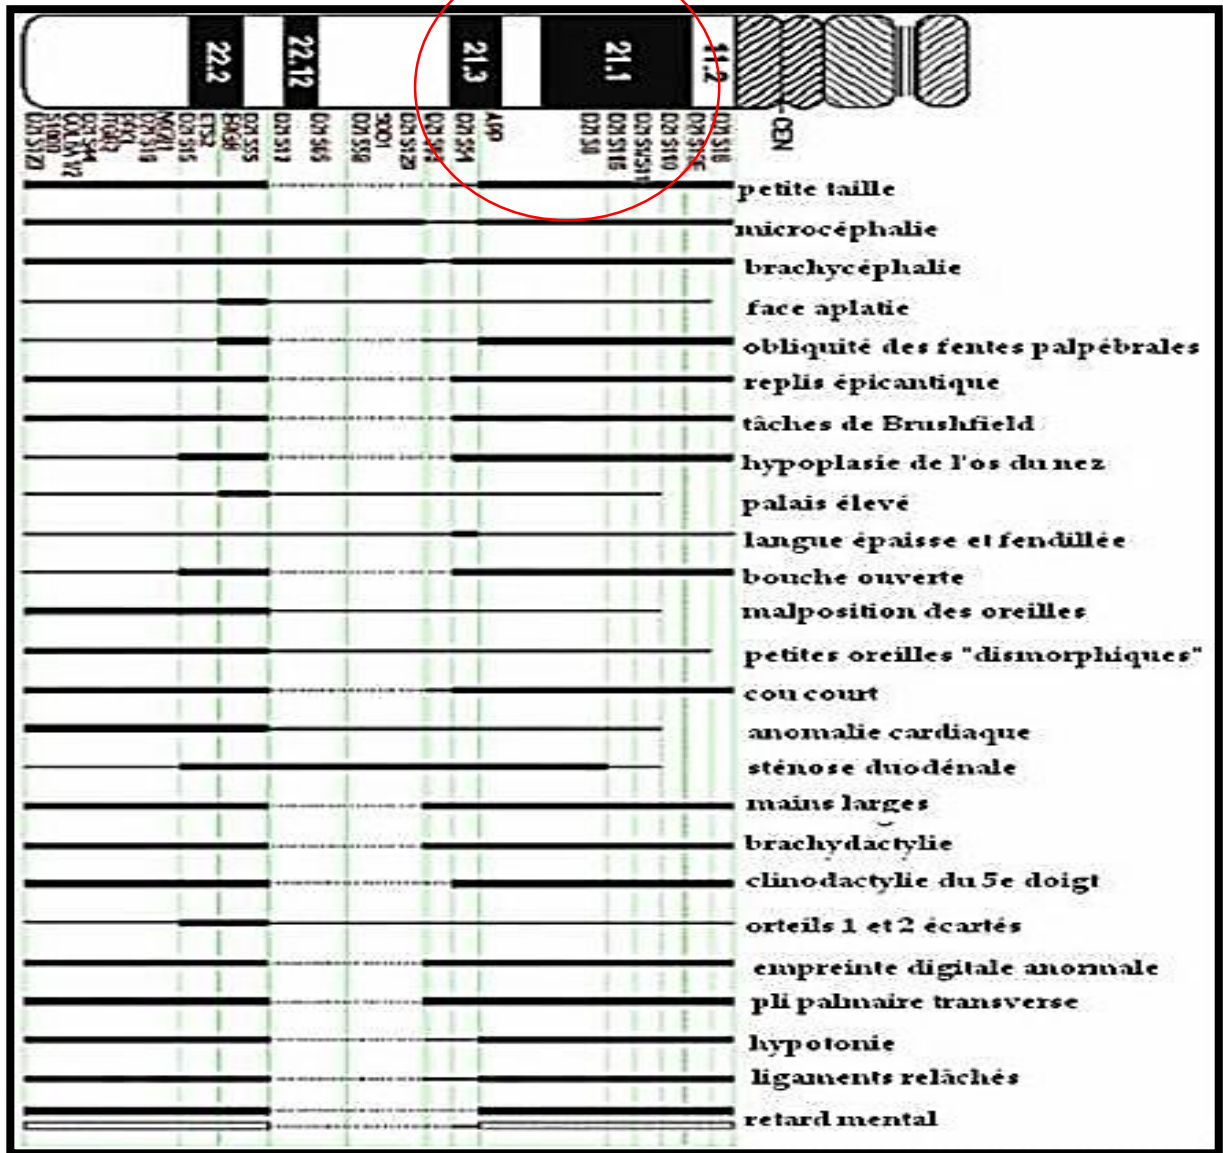 22.2
22.12
21.3
21.1
11.2
D21S17
APP
SOD1
ETS2
CEN
petite taille
microcéphalie
brachycéphalie
face aplatie
obliquité des fentes palpébrales
replis épicantique
tâches de Brushfield
hypoplasie de l'os du nez
palais élevé
langue épaisse et fendillée
bouche ouverte
malposition des oreilles
petites oreilles "dismorphiques"
cou court
anomalie cardiaque
sténose duodénale
mains larges
brachydactylie
clinodactylie du 5e doigt
orteils 1 et 2 écartés
empreinte digitale anormale
pli palmaire transverse
hypotonie
ligaments relâchés
retard mental